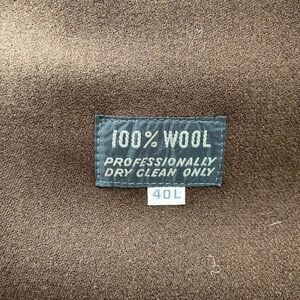 100% WOOL
PROFESSIONALLY
DRY CLEAN ONLY
40L